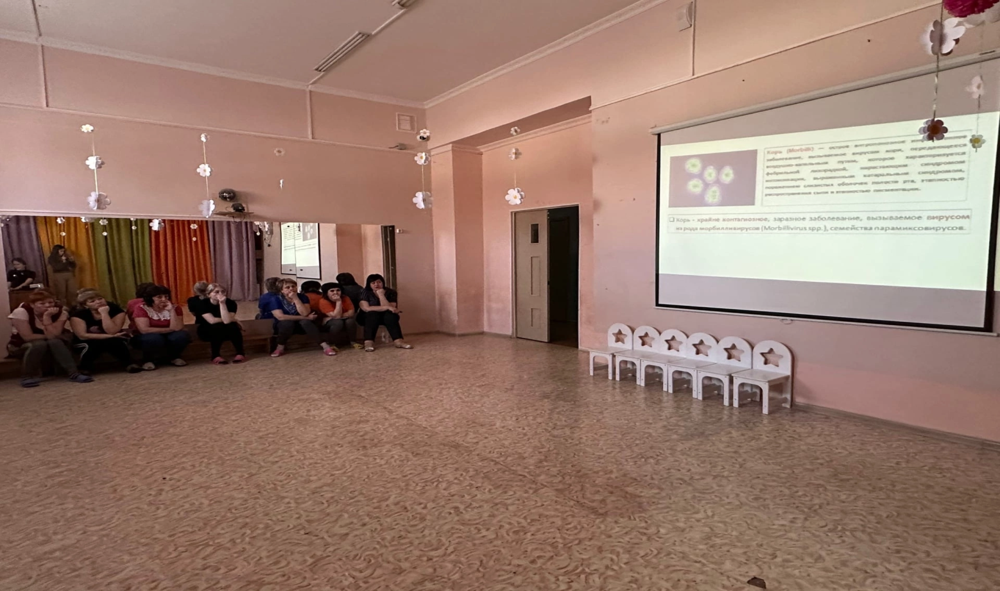 Корь (Morbilli) — острое антропонозное инфекционное
заболевание, вызываемое вирусом кори, передающееся
воздушно-капельным путем, которое характеризуется
фебрильной лихорадкой, нарастающим синдромом
интоксикации, выраженным катаральным синдромом,
поражением слизистых оболочек полости рта, этапностью
распространения сыпи и этапностью пигментации.
Корь - крайне контагиозное, заразное заболевание, вызываемое вирусом
из рода морбилливирусов (Morbillivirus spp.), семейства парамиксовирусов.